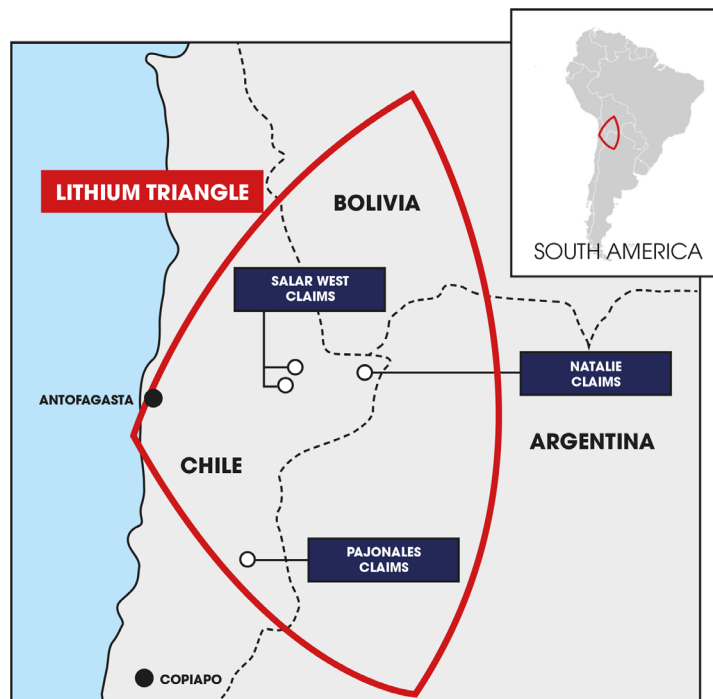 SOUTH AMERICA
LITHIUM TRIANGLE
BOLIVIA
SALAR WEST
CLAIMS
NATALIE
CLAIMS
ANTOFAGASTA
ARGENTINA
CHILE
PAJONALES
CLAIMS
COPIAPO